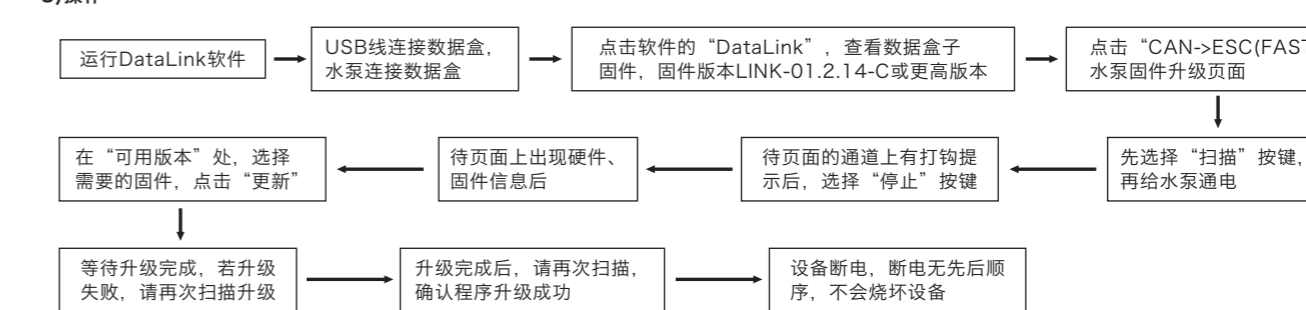 运行DataLink软件
USB线连接数据盒，
水泵连接数据盒
点击软件的“DataLink”，查看数据盒子
固件，固件版本LINK-01.2.14-C或更高版本
点击“CAN->ESC(FAST
水泵固件升级页面
先选择“扫描”按键，
再给水泵通电
待页面的通道上有打钩提
示后，选择“停止”按键
待页面上出现硬件、
固件信息后
在“可用版本”处，选择
需要的固件，点击“更新”
等待升级完成，若升级
失败，请再次扫描升级
升级完成后，请再次扫描，
确认程序升级成功
设备断电，断电无先后顺
序，不会烧坏设备